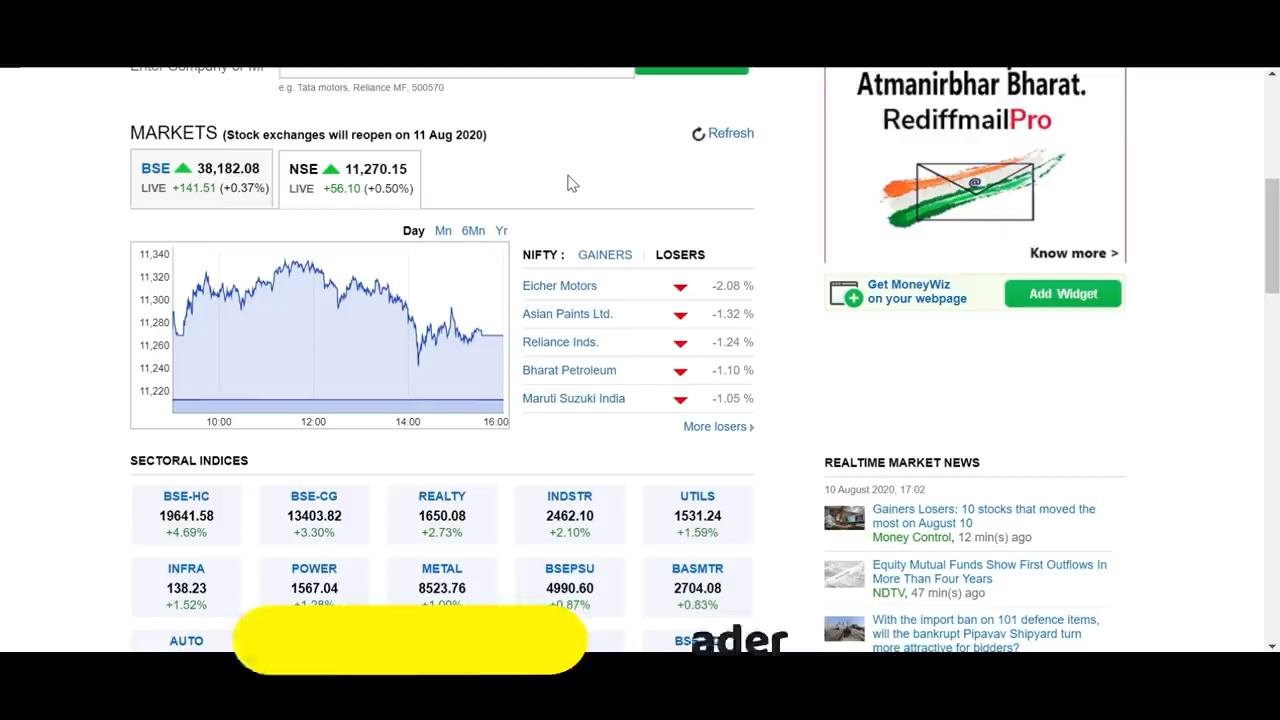 e.g. Tata motors, Reliance MF, 500570
MARKETS (Stock exchanges will reopen on 11 Aug 2020)
Refresh
BSE 38,182.08
LIVE +141.51 (+0.37%)
NSE 11,270.15
LIVE +56.10 (+0.50%)
Day Mn 6Mn Yr
11,340
11,320
11,300
11,280
11,260
11,240
11,220
10:00 12:00 14:00 16:00
NIFTY : GAINERS LOSERS
Eicher Motors -2.08 %
Asian Paints Ltd. -1.32 %
Reliance Inds. -1.24 %
Bharat Petroleum -1.10 %
Maruti Suzuki India -1.05 %
More losers
SECTORAL INDICES
BSE-HC BSE-CG REALTY INDSTR UTILS
19641.58 13403.82 1650.08 2462.10 1531.24
+4.69% +3.30% +2.73% +2.10% +1.59%
INFRA POWER METAL BSEPSU BASMTR
138.23 1567.04 8523.76 4990.60 2704.08
+1.52% +1.28% +1.00% +0.87% +0.83%
AUTO
ader
Atmanirbhar Bharat.
RediffmailPro
@
Know more >
Get MoneyWiz
on your webpage
Add Widget
REALTIME MARKET NEWS
10 August 2020, 17:02
Gainers Losers: 10 stocks that moved the
most on August 10
Money Control, 12 min(s) ago
Equity Mutual Funds Show First Outflows In
More Than Four Years
NDTV, 47 min(s) ago
With the import ban on 101 defence items,
will the bankrupt Pipavav Shipyard turn
more attractive for bidders?